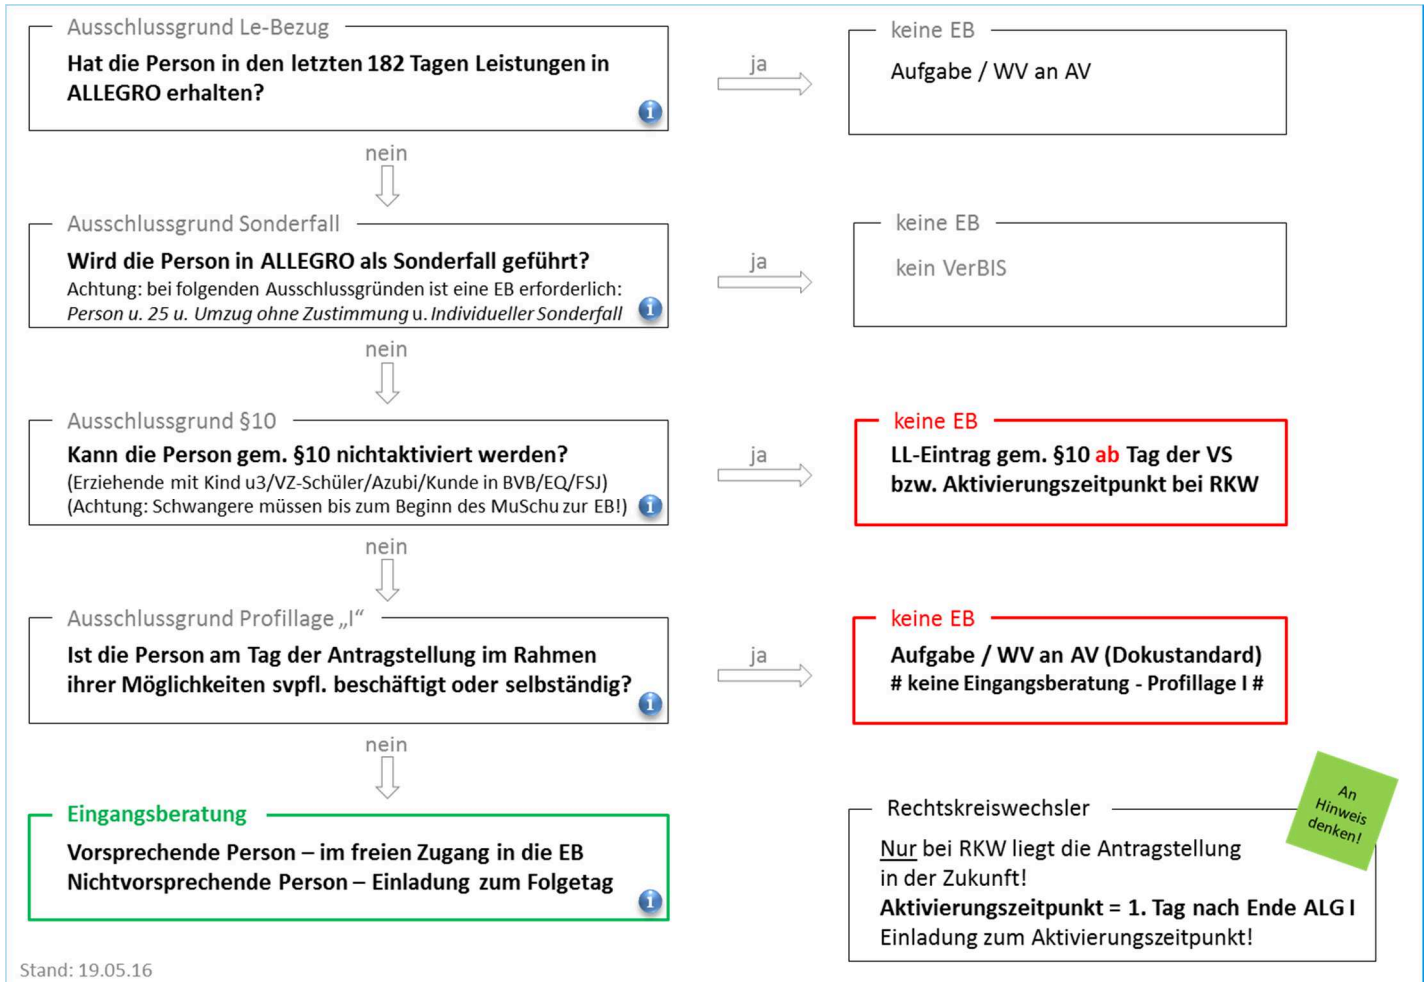 Ausschlussgrund Le-Bezug
Hat die Person in den letzten 182 Tagen Leistungen in
ALLEGRO erhalten?
i
ja
keine EB
Aufgabe / WV an AV
nein
Ausschlussgrund Sonderfall
Wird die Person in ALLEGRO als Sonderfall geführt?
Achtung: bei folgenden Ausschlussgründen ist eine EB erforderlich:
Person u. 25 u. Umzug ohne Zustimmung u. Individueller Sonderfall
i
ja
keine EB
kein VerBIS
nein
Ausschlussgrund §10
Kann die Person gem. §10 nichtaktiviert werden?
(Erziehende mit Kind u3/VZ-Schüler/Azubi/Kunde in BVB/EQ/FSJ)
(Achtung: Schwangere müssen bis zum Beginn des MuSchu zur EB!)
i
ja
keine EB
LL-Eintrag gem. §10 ab Tag der VS
bzw. Aktivierungszeitpunkt bei RKW
nein
Ausschlussgrund Profillage „I“
Ist die Person am Tag der Antragstellung im Rahmen
ihrer Möglichkeiten svpfl. beschäftigt oder selbständig?
i
ja
keine EB
Aufgabe / WV an AV (Dokustandard)
# keine Eingangsberatung - Profillage I #
nein
Eingangsberatung
Vorsprechende Person – im freien Zugang in die EB
Nichtvorsprechende Person – Einladung zum Folgetag
i
An
Hinweis
denken!
Rechtskreiswechsler
Nur bei RKW liegt die Antragstellung
in der Zukunft!
Aktivierungszeitpunkt = 1. Tag nach Ende ALG I
Einladung zum Aktivierungszeitpunkt!
Stand: 19.05.16